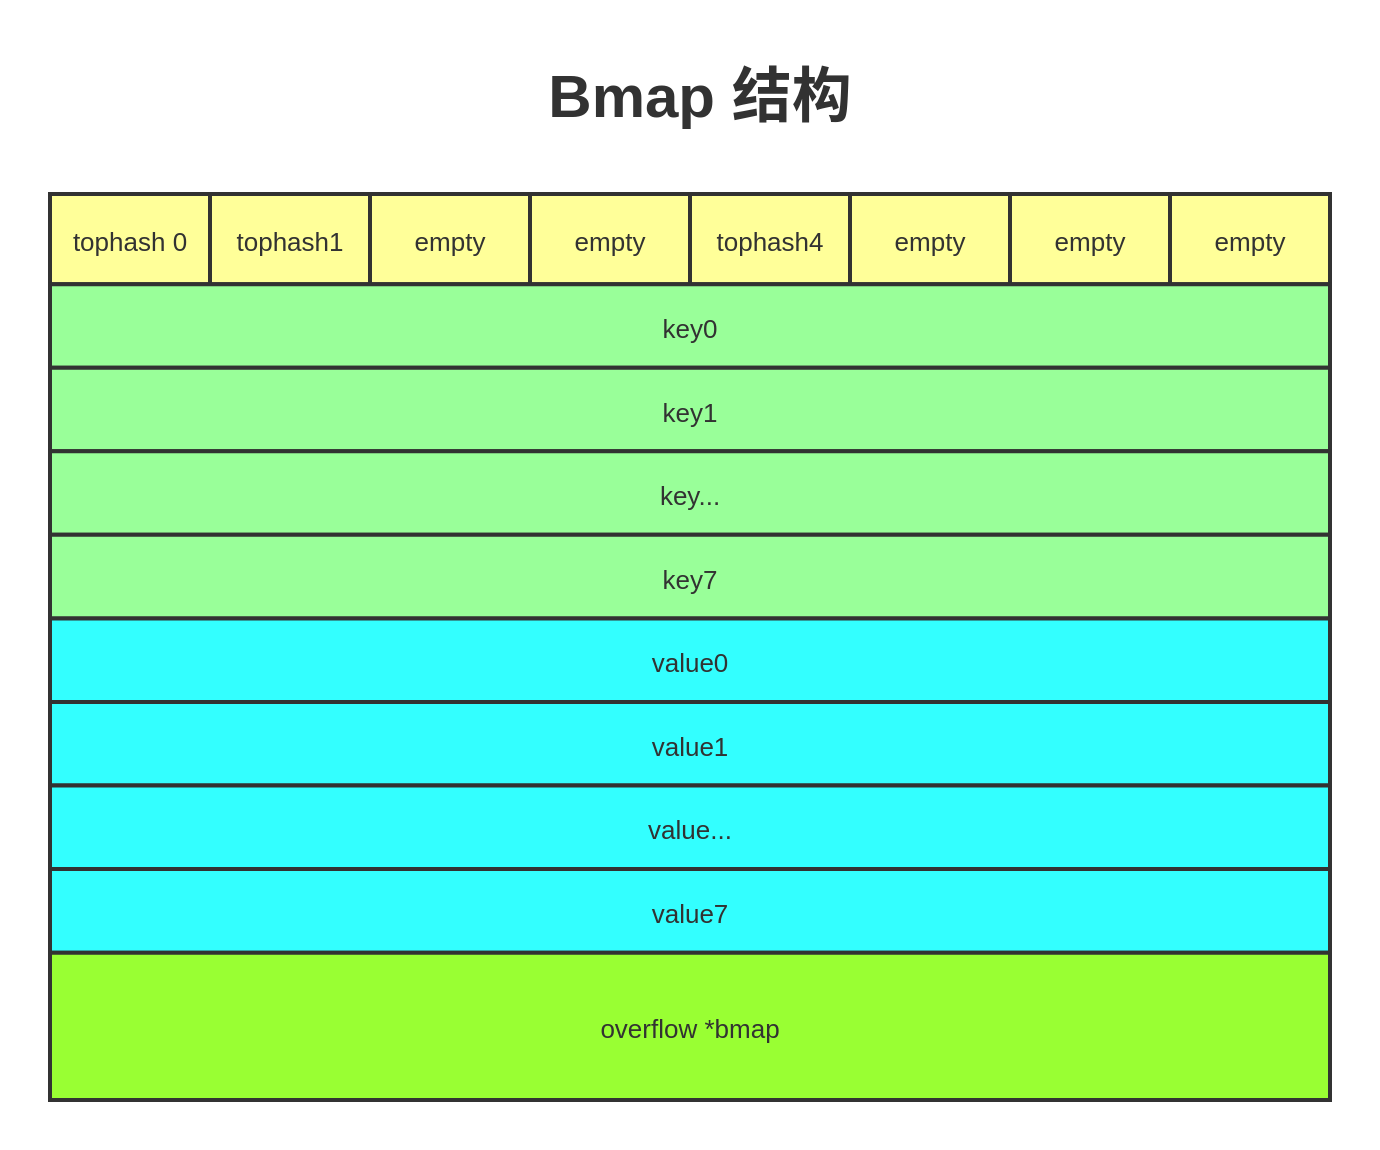 Bmap 结构
tophash 0 tophash1 empty empty tophash4 empty empty empty
key0
key1
key...
key7
value0
value1
value...
value7
overflow *bmap